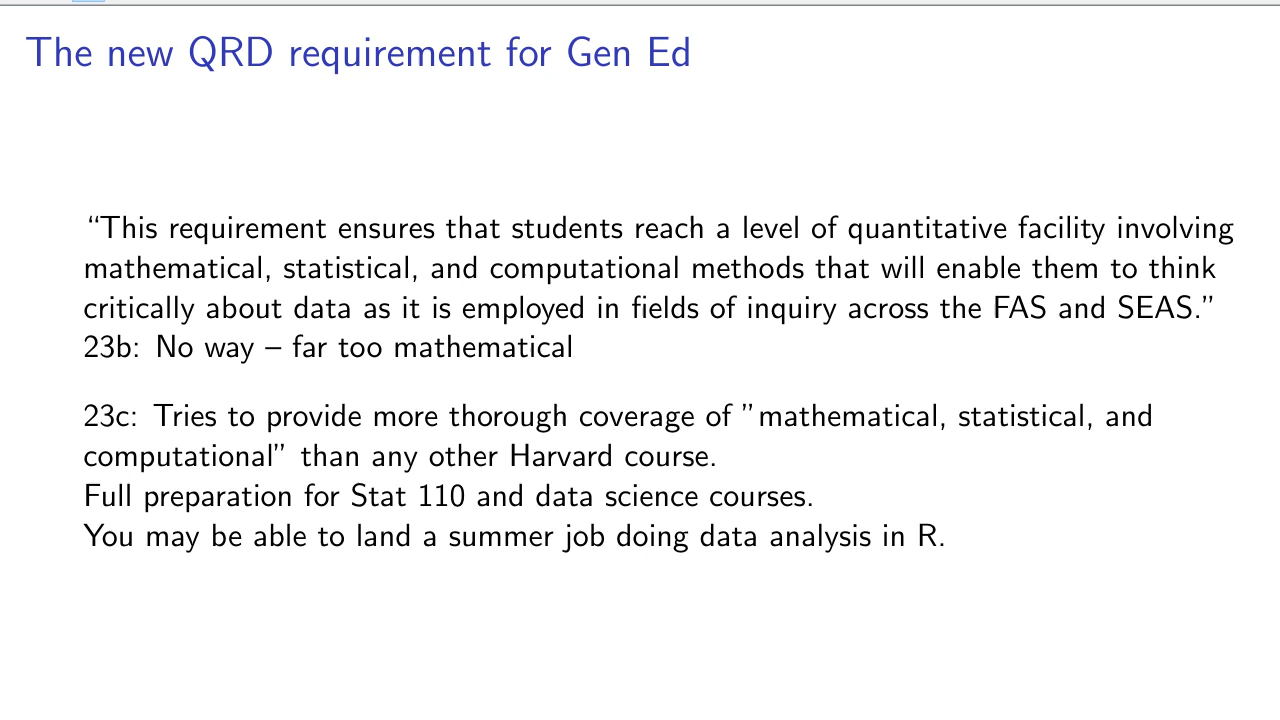 The new QRD requirement for Gen Ed
“This requirement ensures that students reach a level of quantitative facility involving
mathematical, statistical, and computational methods that will enable them to think
critically about data as it is employed in fields of inquiry across the FAS and SEAS.”
23b: No way – far too mathematical
23c: Tries to provide more thorough coverage of ”mathematical, statistical, and
computational” than any other Harvard course.
Full preparation for Stat 110 and data science courses.
You may be able to land a summer job doing data analysis in R.